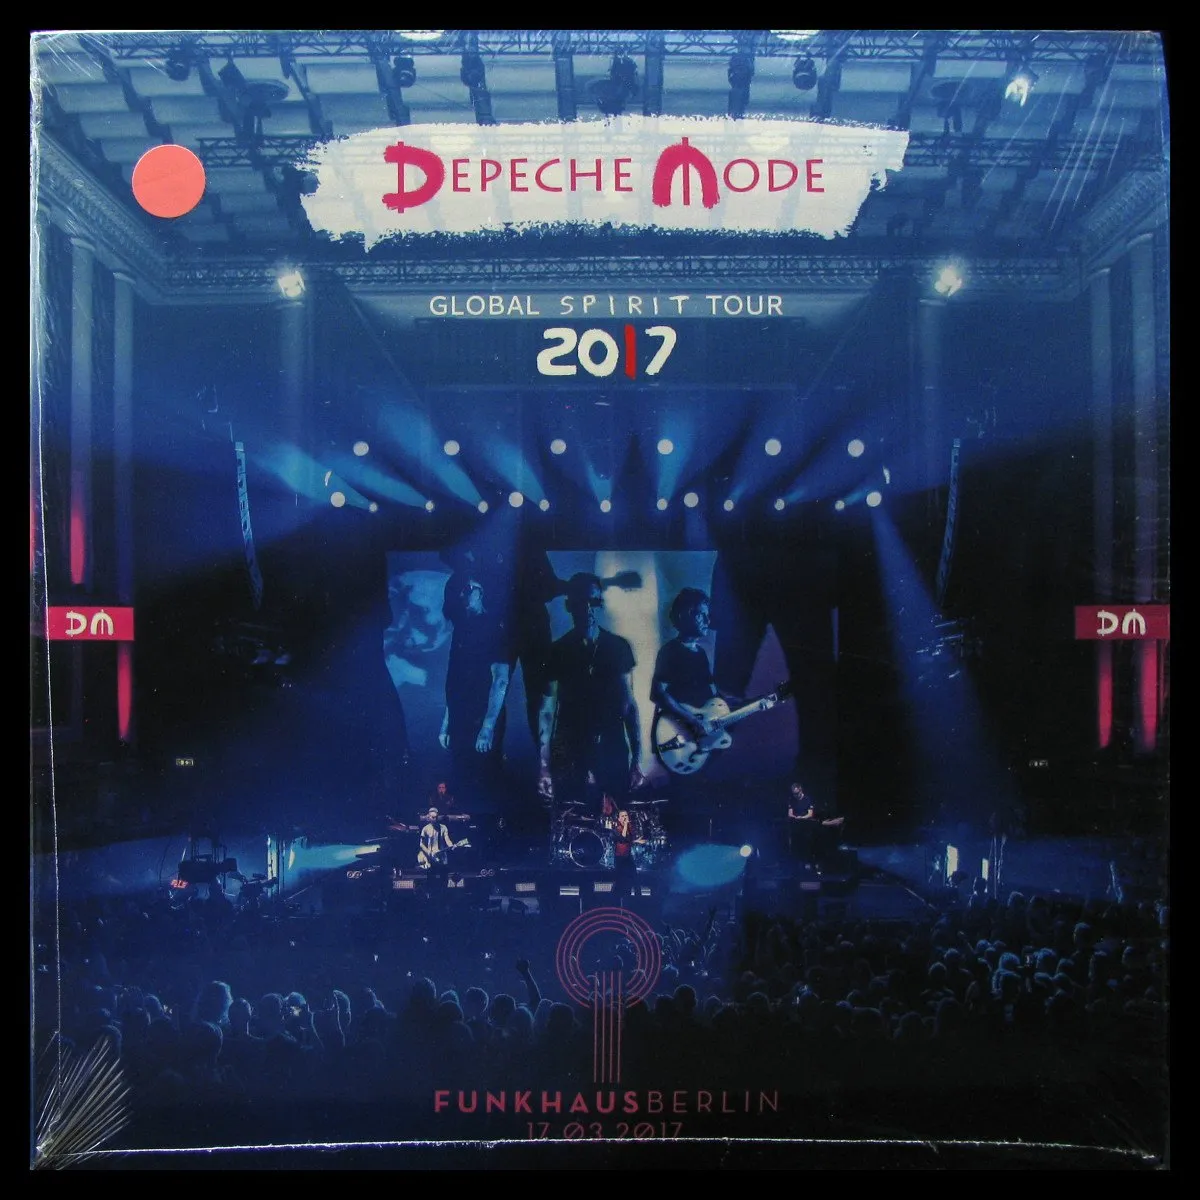 DEPECHE MODE
GLOBAL SPIRIT TOUR
2017
DM
DM
FUNKHAUSBERLIN
17.03.2017